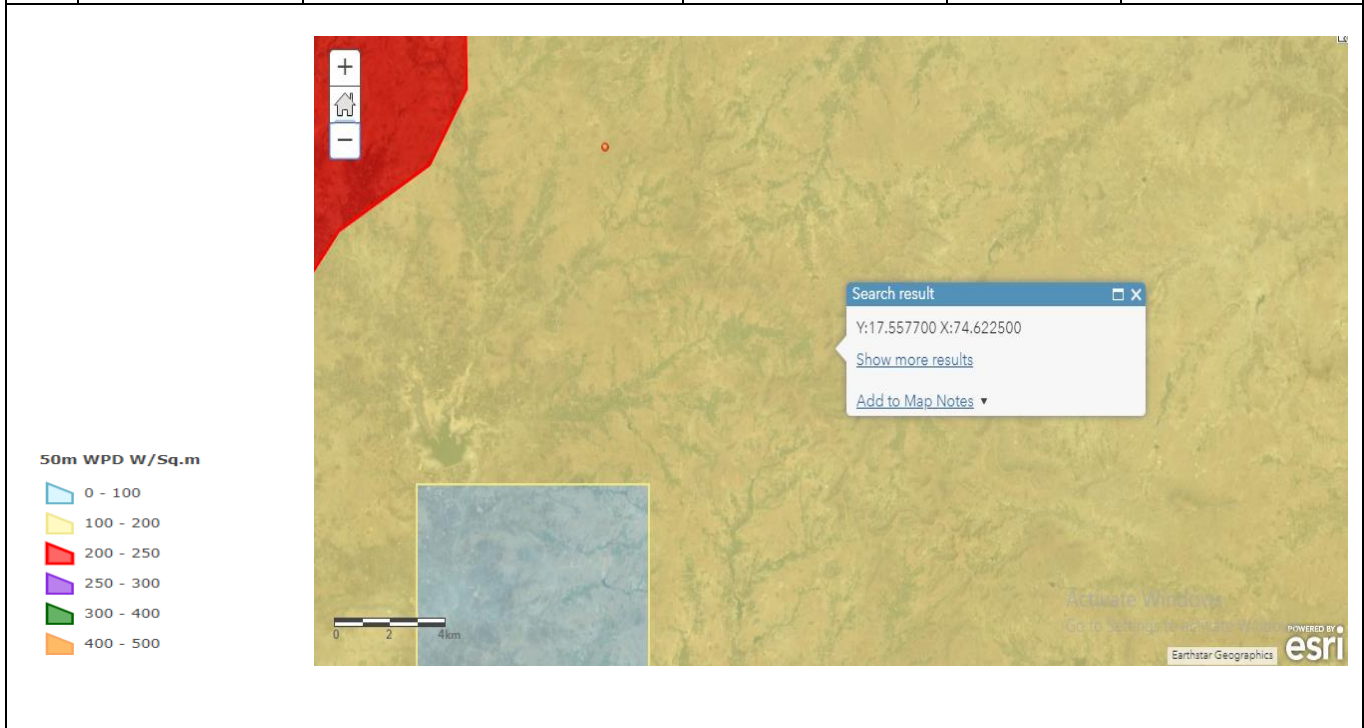 +
−
Search result
Y:17.557700 X:74.622500
Show more results
Add to Map Notes
50m WPD W/Sq.m
0 - 100
100 - 200
200 - 250
250 - 300
300 - 400
400 - 500
0 2 4km
Activate Windows
Go to Settings to activate Windows
POWERED BY
esri
Earthstar Geographics